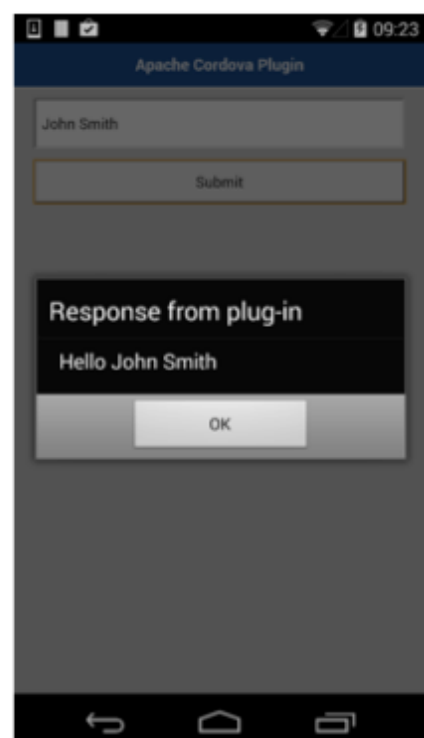 09:23
Apache Cordova Plugin
John Smith
Submit
Response from plug-in
Hello John Smith
OK